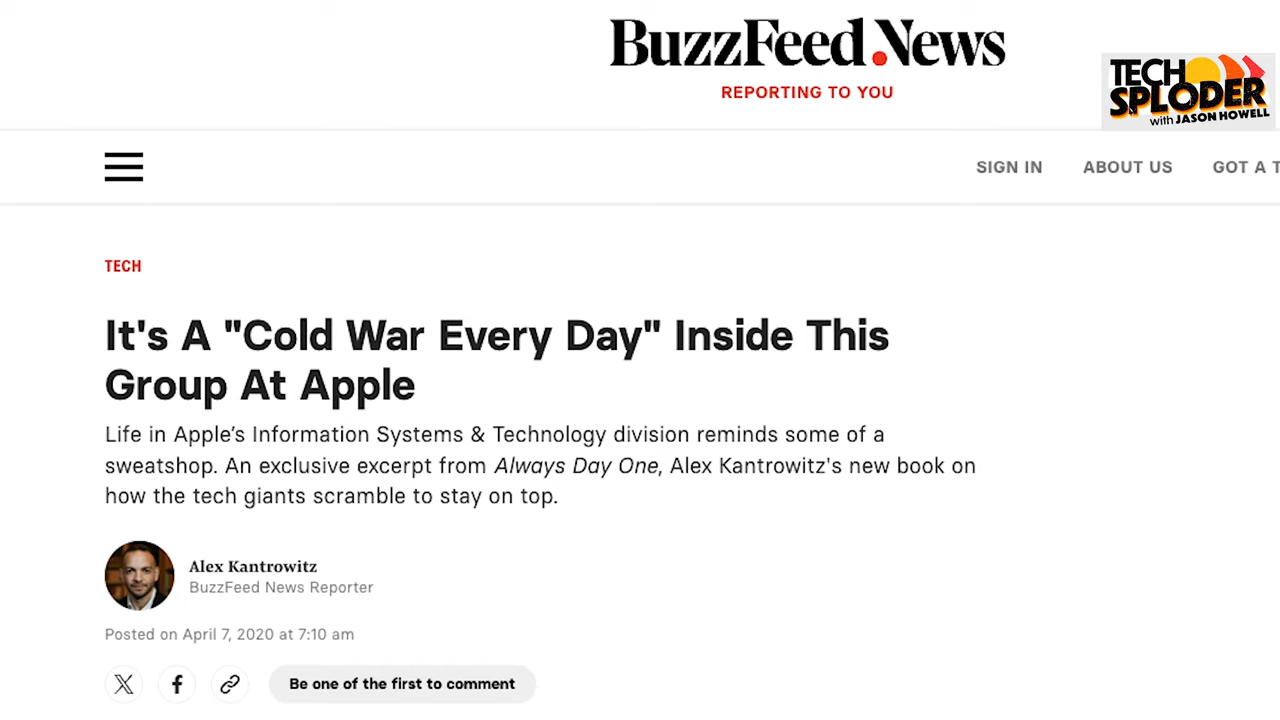 BuzzFeed News
REPORTING TO YOU
TECH
SPLODER
with JASON HOWELL
SIGN IN ABOUT US GOT A T
TECH
It's A "Cold War Every Day" Inside This
Group At Apple
Life in Apple’s Information Systems & Technology division reminds some of a
sweatshop. An exclusive excerpt from Always Day One, Alex Kantrowitz's new book on
how the tech giants scramble to stay on top.
Alex Kantrowitz
BuzzFeed News Reporter
Posted on April 7, 2020 at 7:10 am
Be one of the first to comment